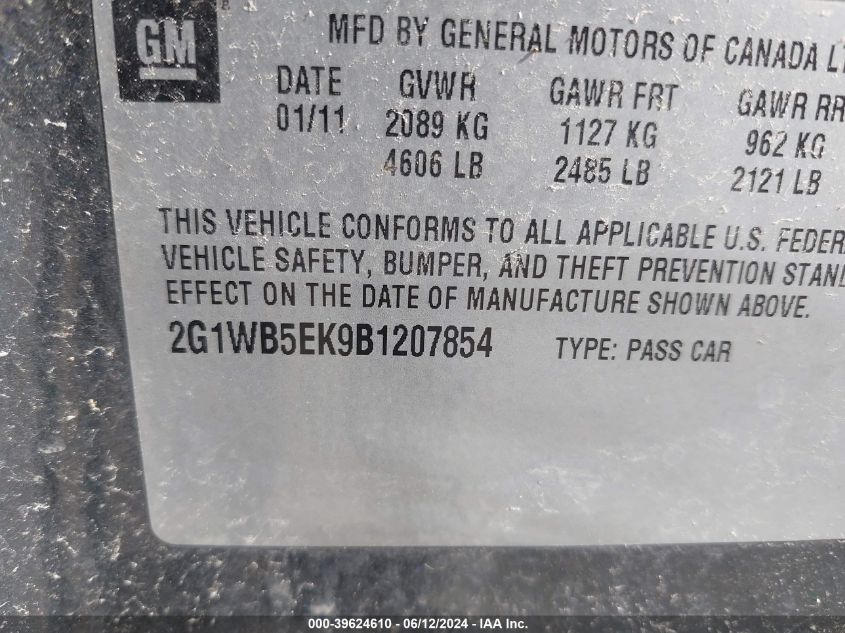 GM
MFD BY GENERAL MOTORS OF CANADA
DATE GVWR GAWR FRT GAWR RR
01/11 2089 KG 1127 KG 962 KG
4606 LB 2485 LB 2121 LB
THIS VEHICLE CONFORMS TO ALL APPLICABLE U.S. FEDER
VEHICLE SAFETY, BUMPER, AND THEFT PREVENTION STAN
EFFECT ON THE DATE OF MANUFACTURE SHOWN ABOVE.
2G1WB5EK9B1207854 TYPE: PASS CAR
000-39624610 - 06/12/2024 - IAA Inc.